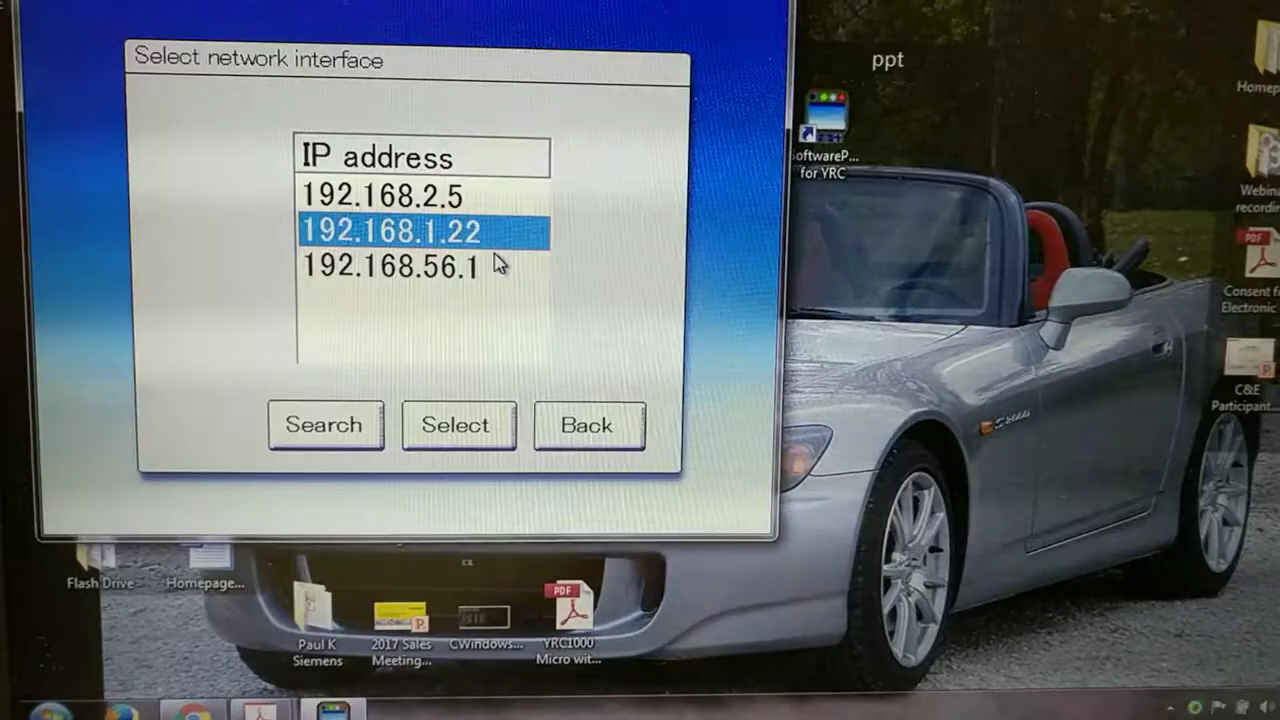 Select network interface
IP address
192.168.2.5
192.168.1.22
192.168.56.1
Search
Select
Back
ppt
oftwareP...
for YRC
Homep
Webina
recordin
PDF
Consent f
Electronic
C&E
Participant...
Flash Drive
Homepage...
Paul K
Siemens
2017 Sales
Meeting...
CWindows...
PDF
YRC1000
Micro wit...